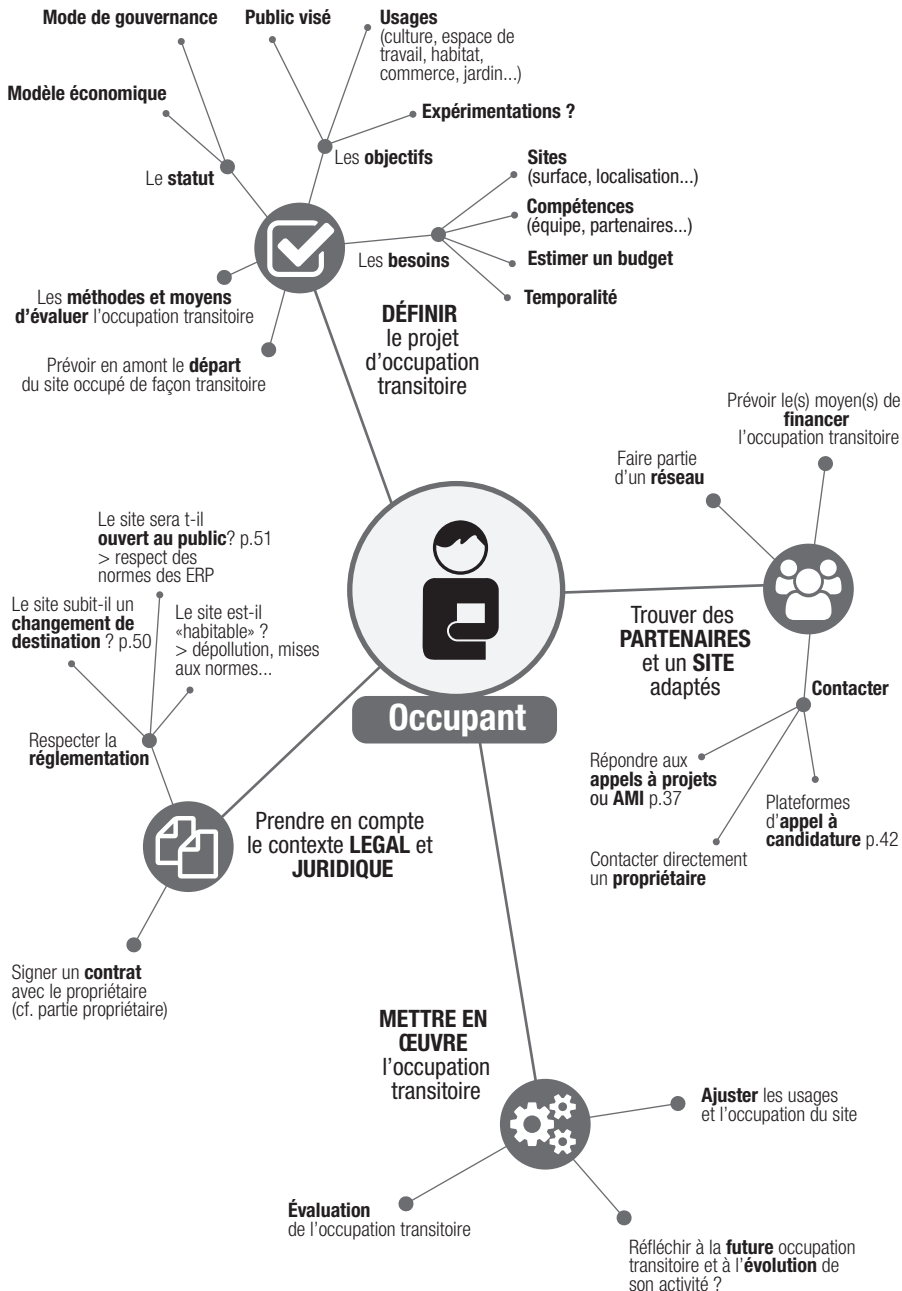 Mode de gouvernance
Public visé
Usages
(culture, espace de
travail, habitat,
commerce, jardin...)
Modèle économique
Expérimentations ?
Les objectifs
Le statut
Sites
(surface, localisation...)
Compétences
(équipe, partenaires...)
Les besoins
Estimer un budget
Temporalité
Les méthodes et moyens
d'évaluer l'occupation transitoire
Prévoir en amont le départ
du site occupé de façon transitoire
DÉFINIR
le projet
d'occupation
transitoire
Prévoir le(s) moyen(s) de
financer
l'occupation transitoire
Faire partie
d'un réseau
Trouver des
PARTENAIRES
et un SITE
adaptés
Contacter
Répondre aux
appels à projets
ou AMI p.37
Plateformes
d'appel à
candidature p.42
Contacter directement
un propriétaire
Le site sera t-il
ouvert au public? p.51
> respect des
normes des ERP
Le site subit-il un
changement de
destination ? p.50
Le site est-il
«habitable» ?
> dépollution, mises
aux normes...
Respecter la
réglementation
Occupant
Prendre en compte
le contexte LEGAL et
JURIDIQUE
Signer un contrat
avec le propriétaire
(cf. partie propriétaire)
METTRE EN
ŒUVRE
l'occupation
transitoire
Ajuster les usages
et l'occupation du site
Évaluation
de l'occupation transitoire
Réfléchir à la future occupation
transitoire et à l'évolution de
son activité ?